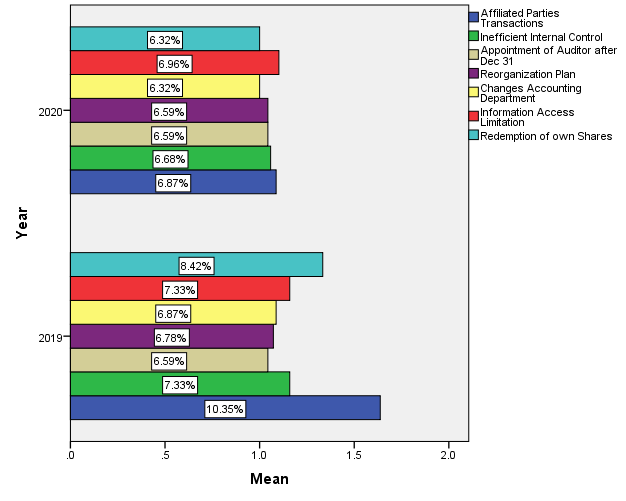 Affiliated Parties
Transactions
Inefficient Internal Control
Appointment of Auditor after
Dec 31
Reorganization Plan
Changes Accounting
Department
Information Access
Limitation
Redemption of own Shares
Year
2020
6.32%
6.96%
6.32%
6.59%
6.59%
6.68%
6.87%
2019
8.42%
7.33%
6.87%
6.78%
6.59%
7.33%
10.35%
.0 .5 1.0 1.5 2.0
Mean